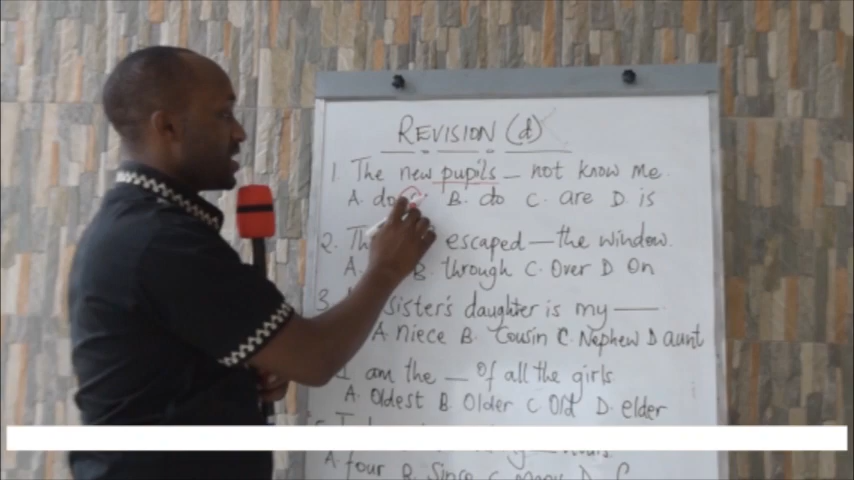 REVISION (d)
1. The new pupils _ not know me.
A. do B. do C. are D. is
2. escaped — the window.
A. B. through C. Over D On
3. sister's daughter is my —
A. niece B. Cousin C. Nephew D aunt
I am the — of all the girls
A. Oldest B. Older C Old D. elder
A. four B. Since C. Many D.